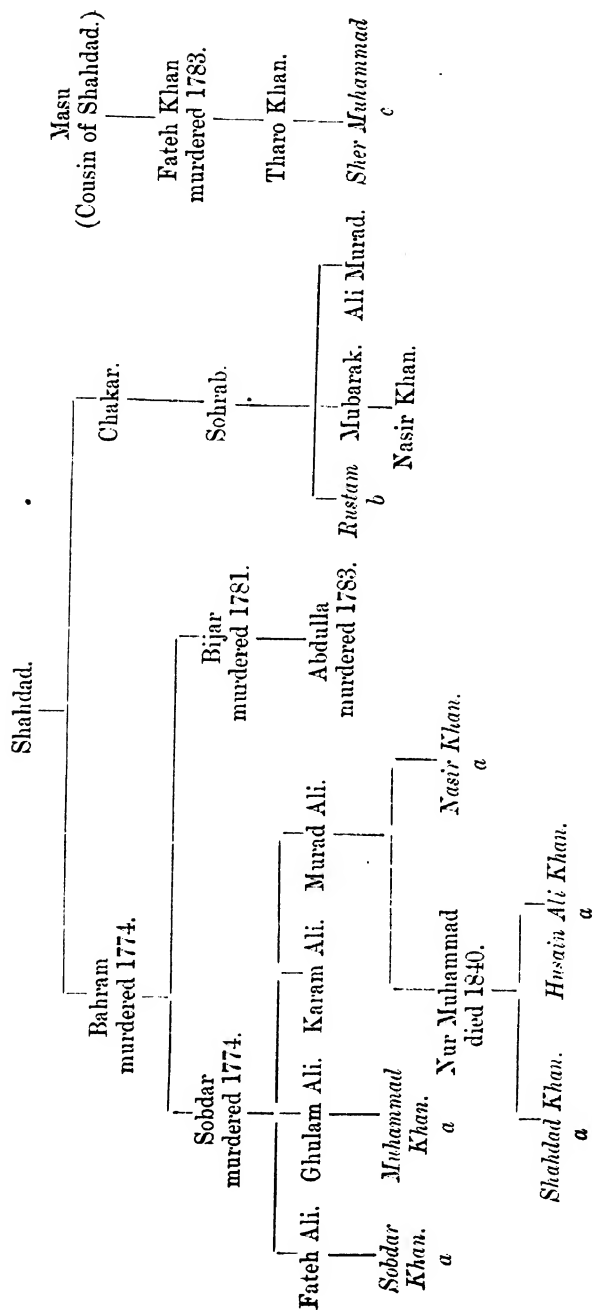 Shahdad.
Masu
(Cousin of Shahdad.)
Bahram
murdered 1774.
Chakar.
Fateh Khan
murdered 1783.
Sobdar
murdered 1774.
Bijar
murdered 1781.
Sohrab.
Tharo Khan.
Fateh Ali.
Ghulam Ali.
Karam Ali.
Murad Ali.
Abdulla
murdered 1783.
Rustam
b
Mubarak.
Ali Murad.
Sher Muhammad
c
Sobdar
Khan.
a
Muhammad
Khan.
a
Nur Muhammad
died 1840.
Nasir Khan.
a
Nasir Khan.
Shahdad Khan.
a
Husain Ali Khan.
a